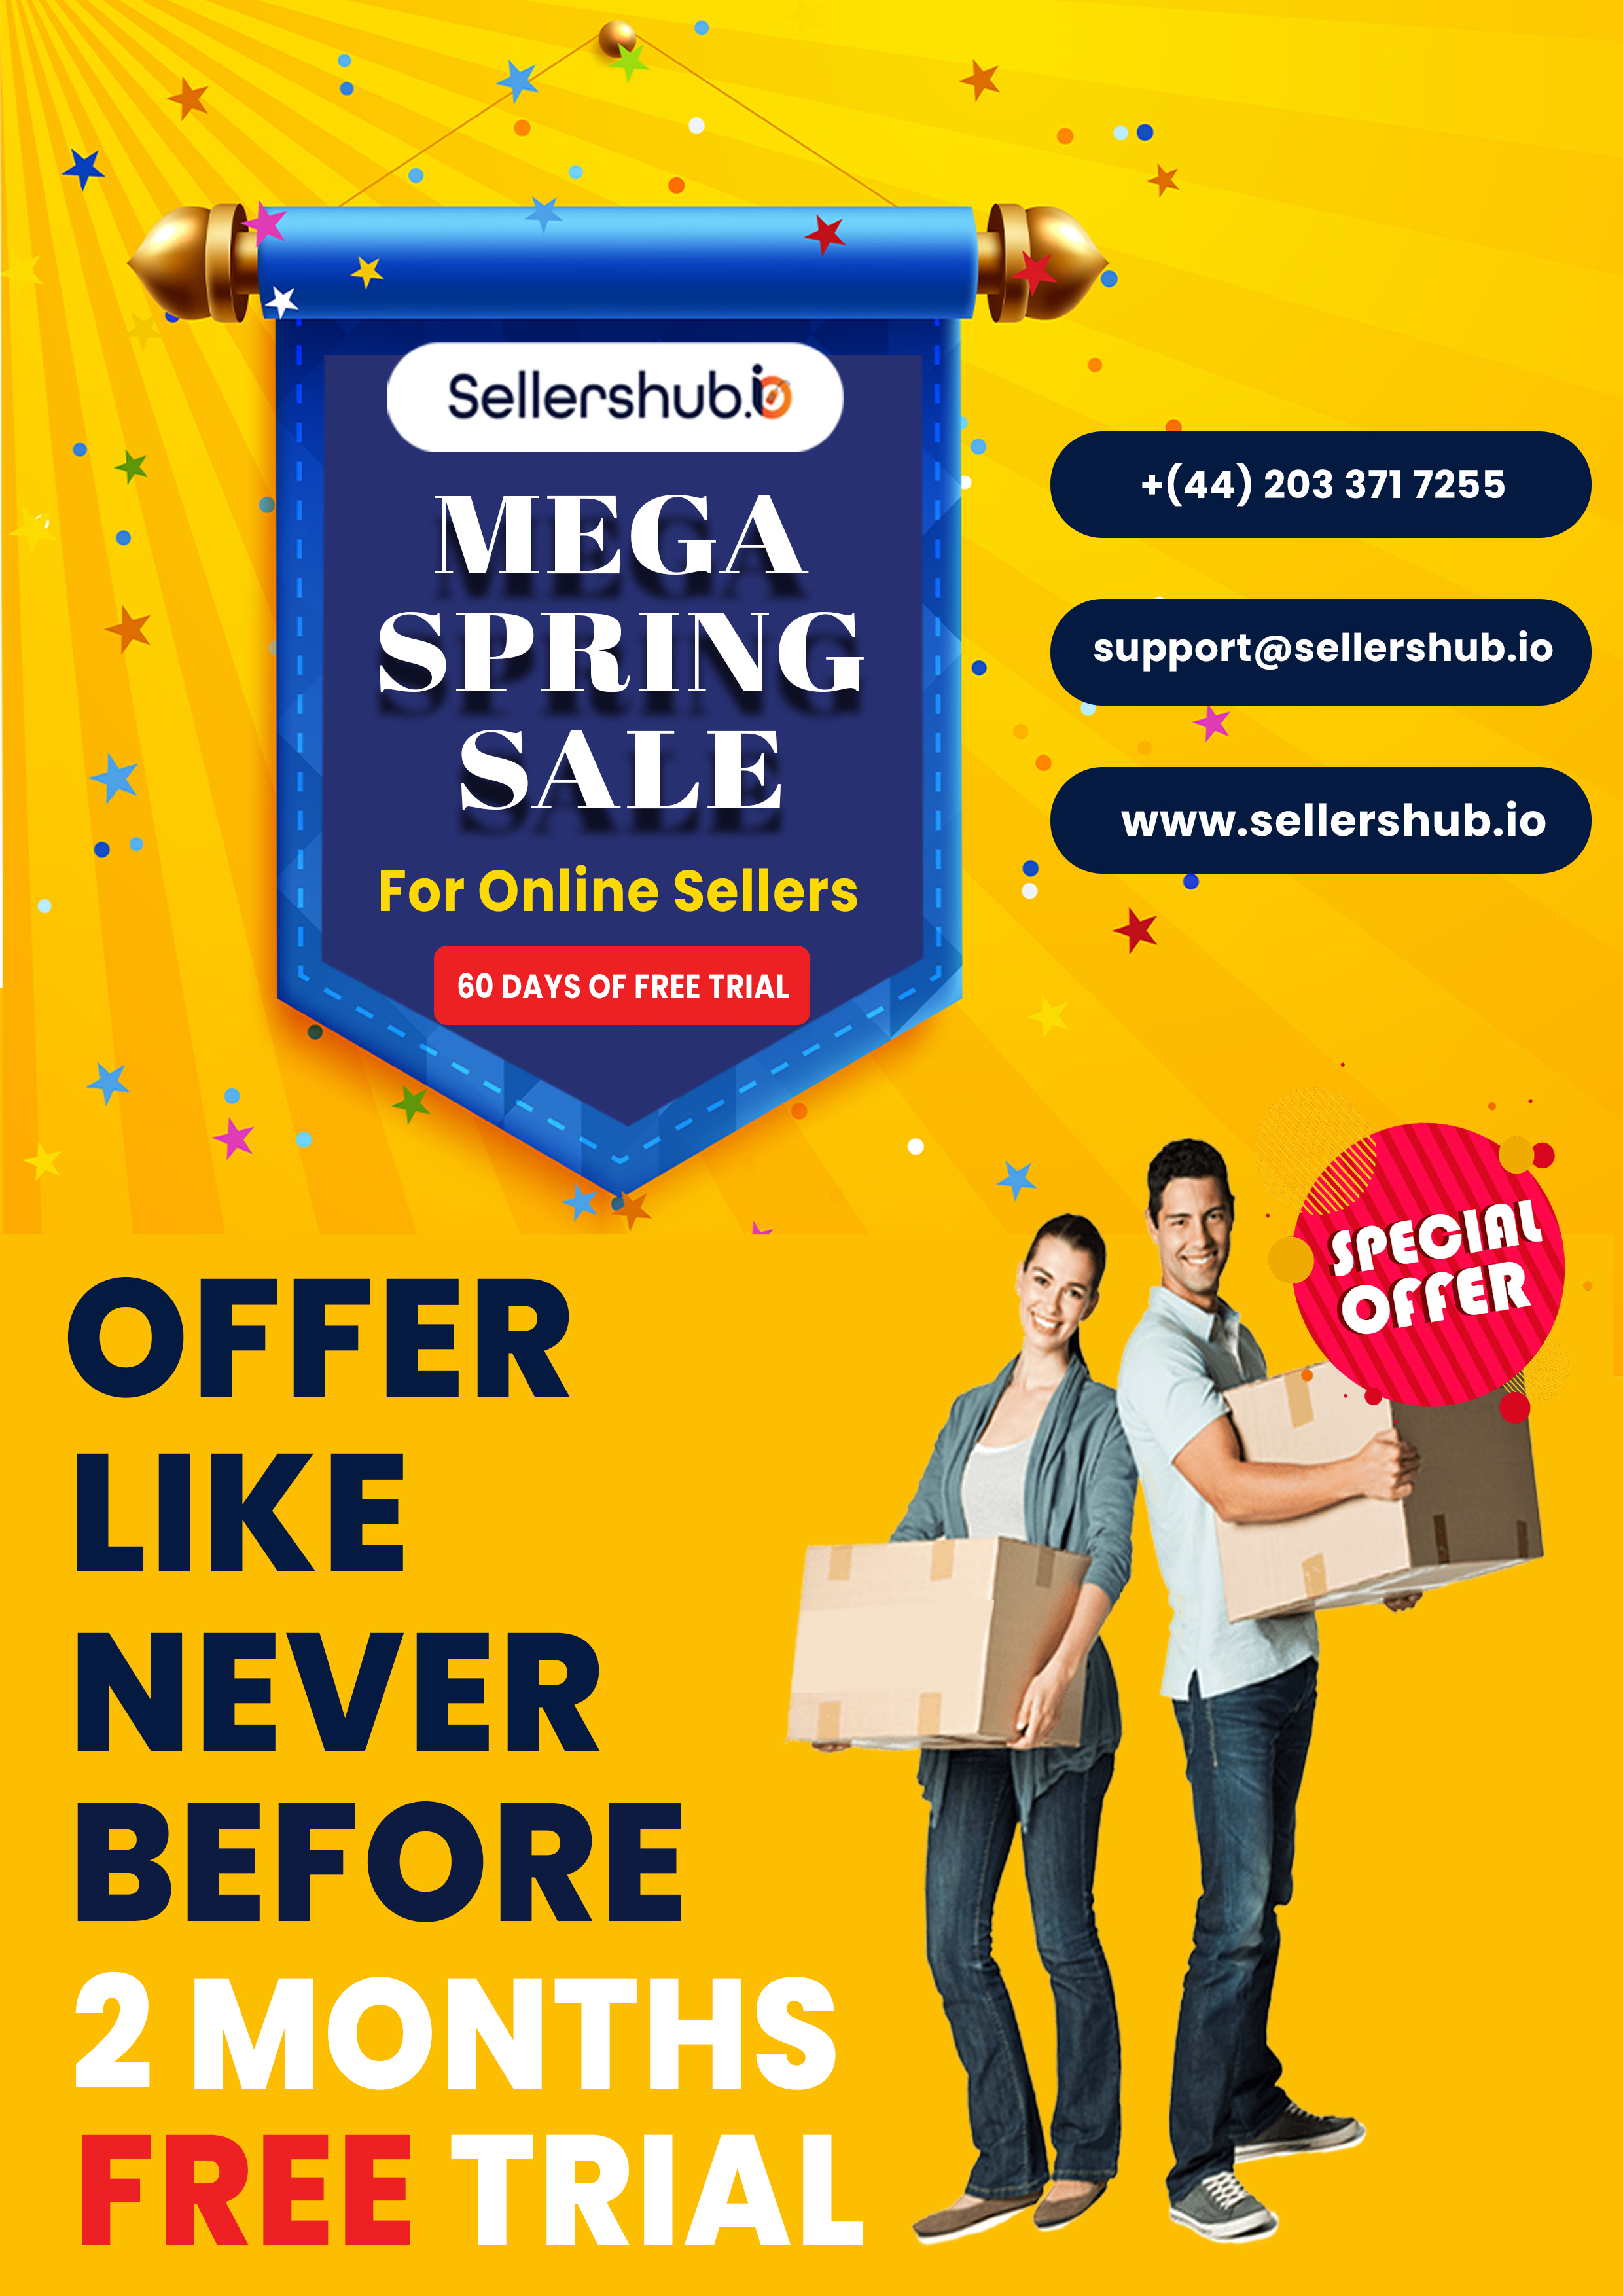 Sellershub.io
MEGA
SPRING
SALE
For Online Sellers
60 DAYS OF FREE TRIAL
+(44) 203 371 7255
support@sellershub.io
www.sellershub.io
SPECIAL
OFFER
OFFER
LIKE
NEVER
BEFORE
2 MONTHS
FREE TRIAL